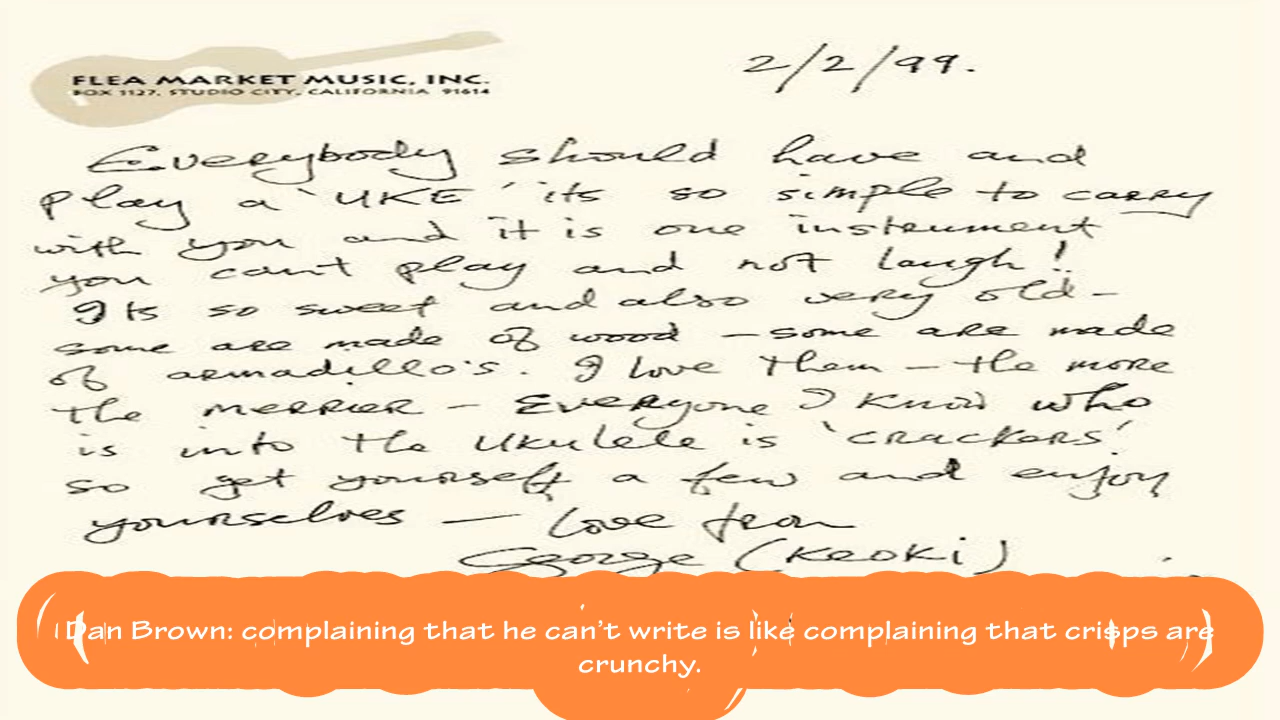 FLEA MARKET MUSIC, INC.
BOX 1127, STUDIO CITY, CALIFORNIA 91614
2/2/99.
Everybody should have and
play a 'UKE' its so simple to carry
with you and it is one instrument
you cant play and not laugh!
Its so sweet and also very old –
some are made of wood – some are made
of armadillo's. I love them – the more
the merrier – Everyone I know who
is into the ukulele is 'crackers'
so get yourself a few and enjoy
yourselves – Love from
George (Keoki)
Dan Brown: complaining that he can't write is like complaining that crisps are
crunchy.